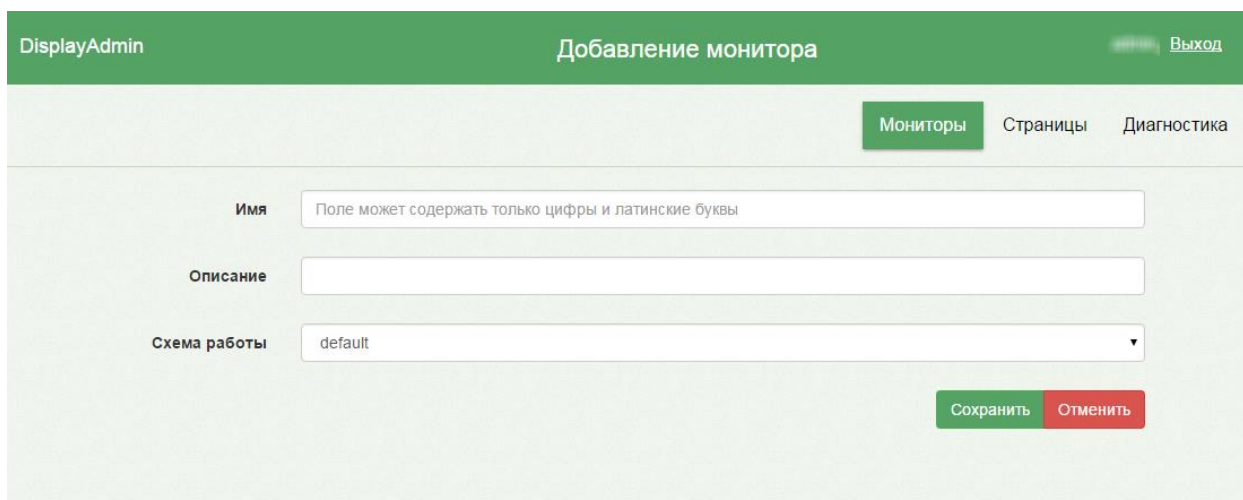 DisplayAdmin
Добавление монитора
Выход
Мониторы
Страницы
Диагностика
Имя
Поле может содержать только цифры и латинские буквы
Описание
Схема работы
default
Сохранить
Отменить